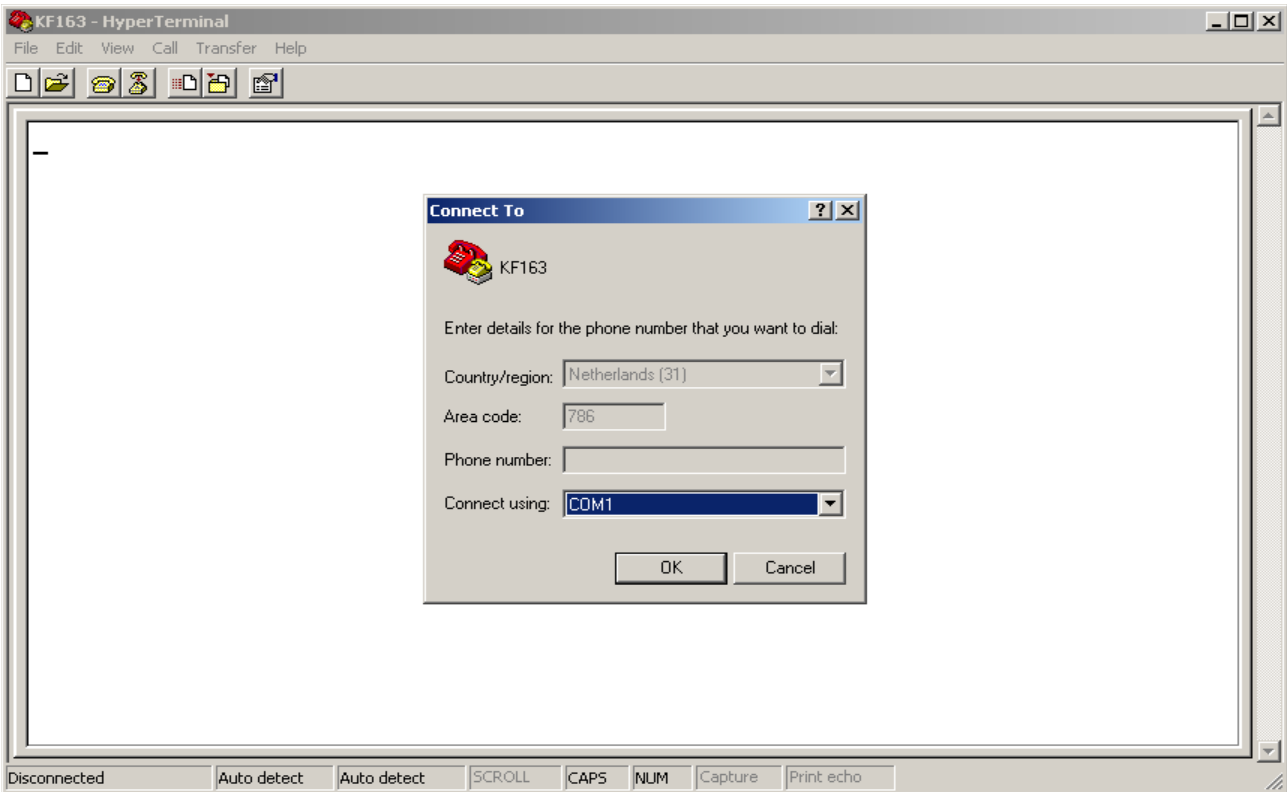 KF163 - HyperTerminal
File Edit View Call Transfer Help
Connect To
KF163
Enter details for the phone number that you want to dial:
Country/region: Netherlands (31)
Area code: 786
Phone number:
Connect using: COM1
OK Cancel
Disconnected Auto detect Auto detect SCROLL CAPS NUM Capture Print echo